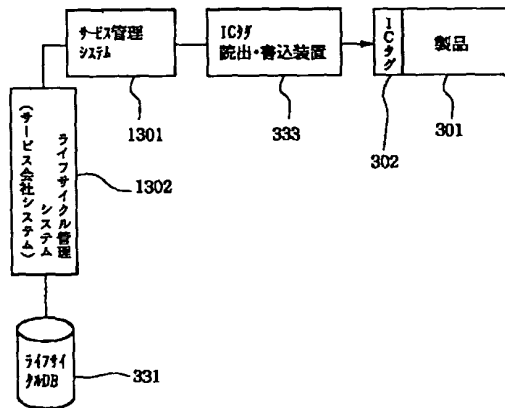 サービス管理
システム
1301
ICタグ
読出・書込装置
333
ICタグ
302
製品
301
ライフサイクル管理
システム
(サービス会社システム)
1302
ライフサイ
クルDB
331